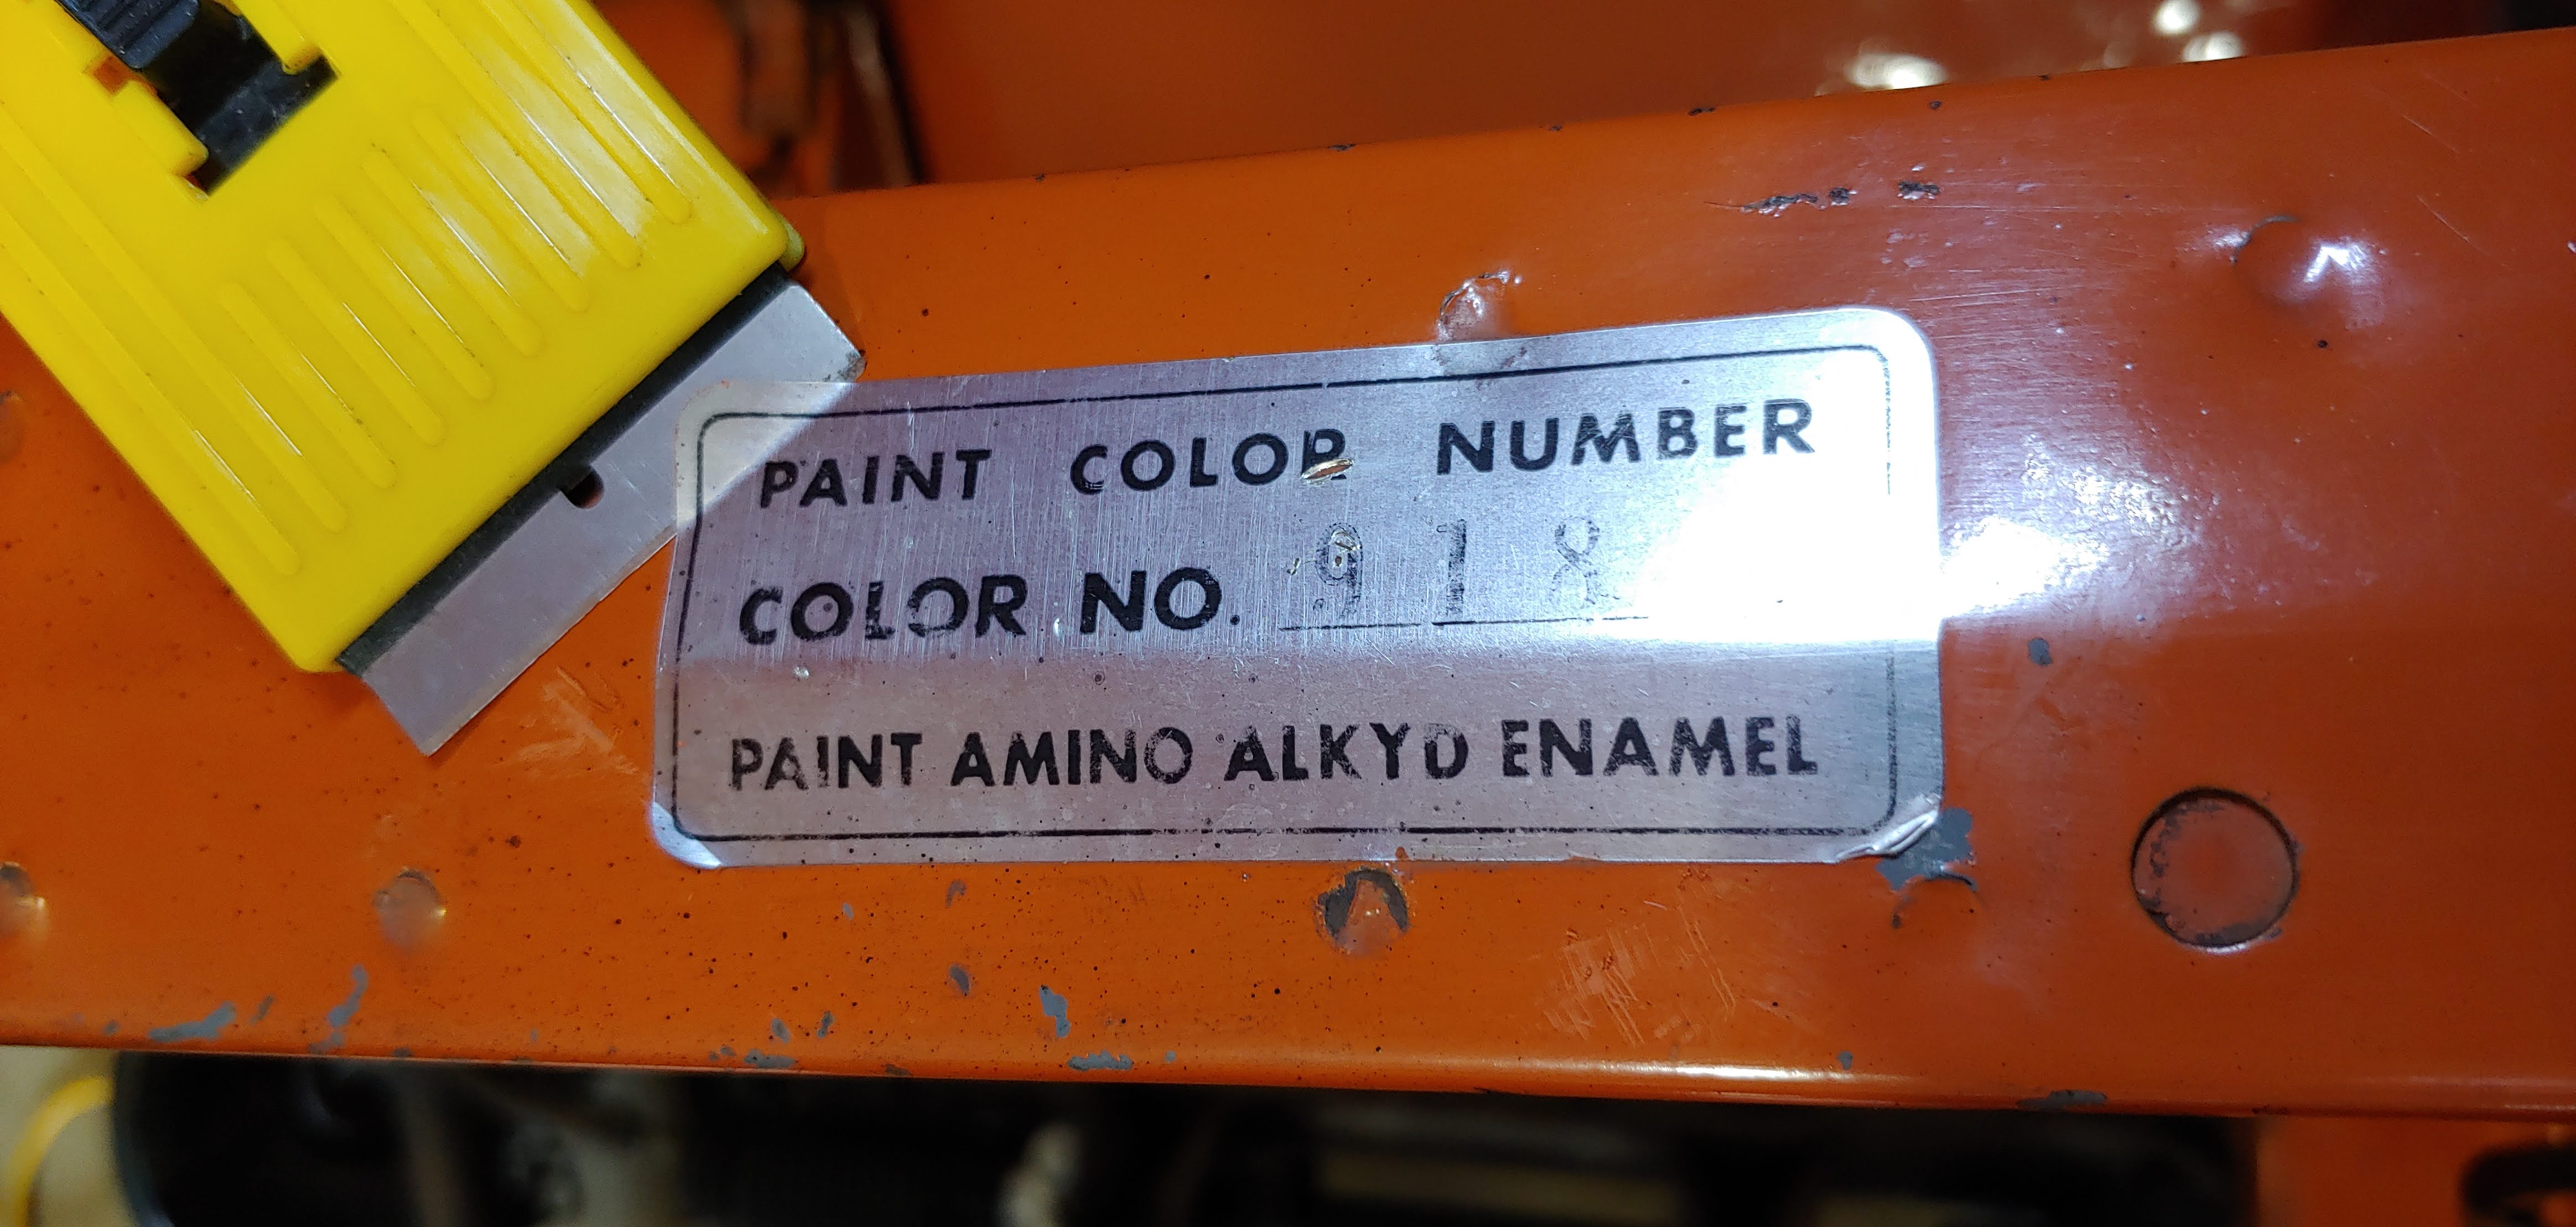 PAINT COLOR NUMBER
COLOR NO. 918
PAINT AMINO ALKYD ENAMEL